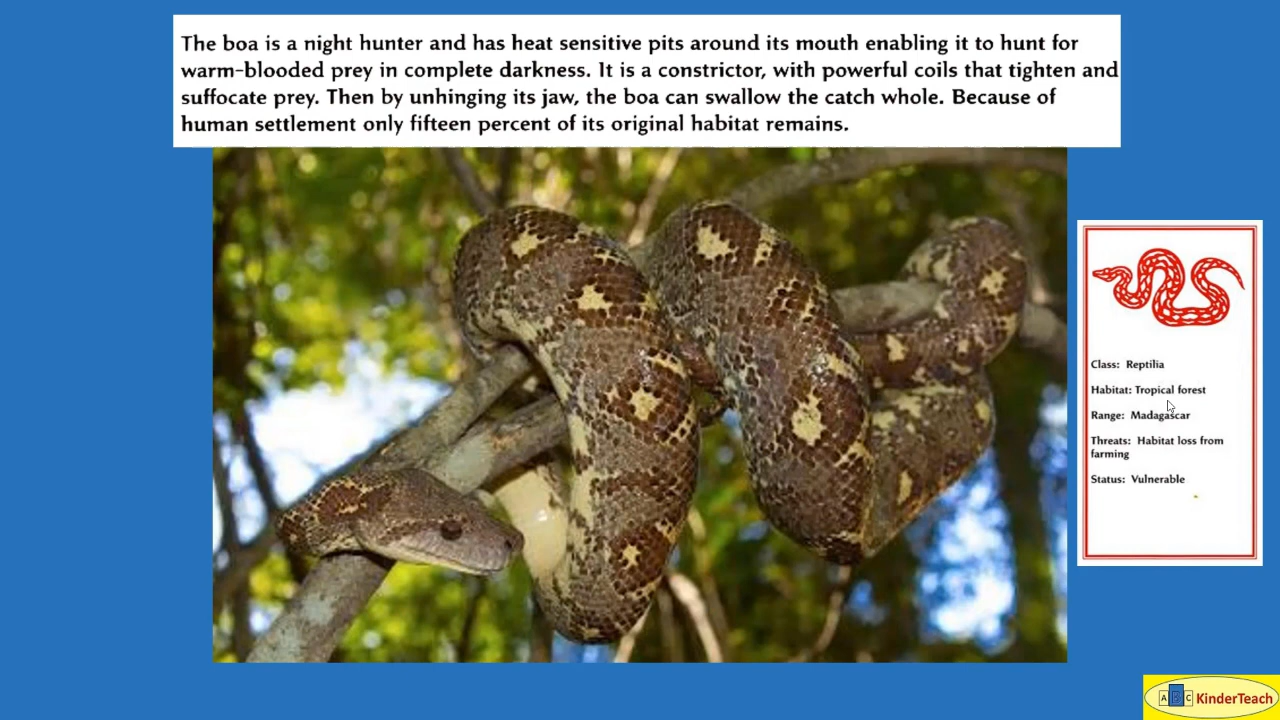 The boa is a night hunter and has heat sensitive pits around its mouth enabling it to hunt for
warm-blooded prey in complete darkness. It is a constrictor, with powerful coils that tighten and
suffocate prey. Then by unhinging its jaw, the boa can swallow the catch whole. Because of
human settlement only fifteen percent of its original habitat remains.
Class: Reptilia
Habitat: Tropical forest
Range: Madagascar
Threats: Habitat loss from
farming
Status: Vulnerable
A B C KinderTeach